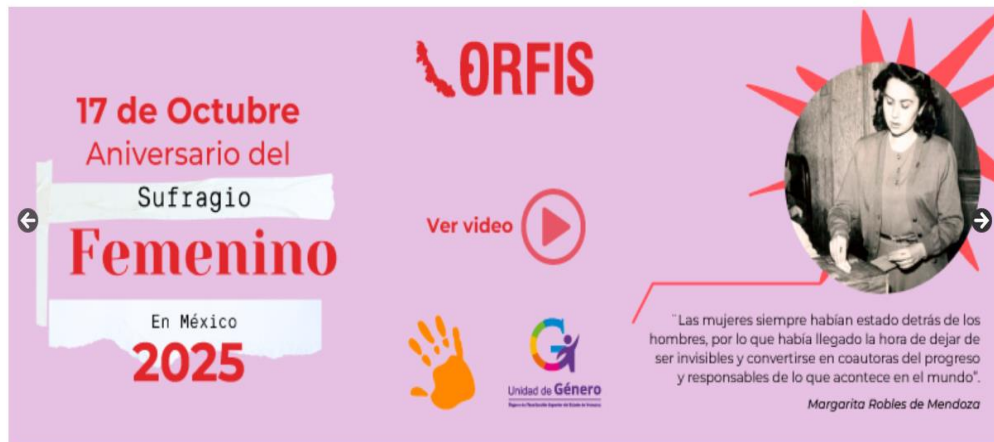 17 de Octubre
Aniversario del
Sufragio
Femenino
En México
2025
ORFIS
Ver video
Unidad de Género
¨Las mujeres siempre habían estado detrás de los
hombres, por lo que había llegado la hora de dejar de
ser invisibles y convertirse en coautoras del progreso
y responsables de lo que acontece en el mundo".
Margarita Robles de Mendoza